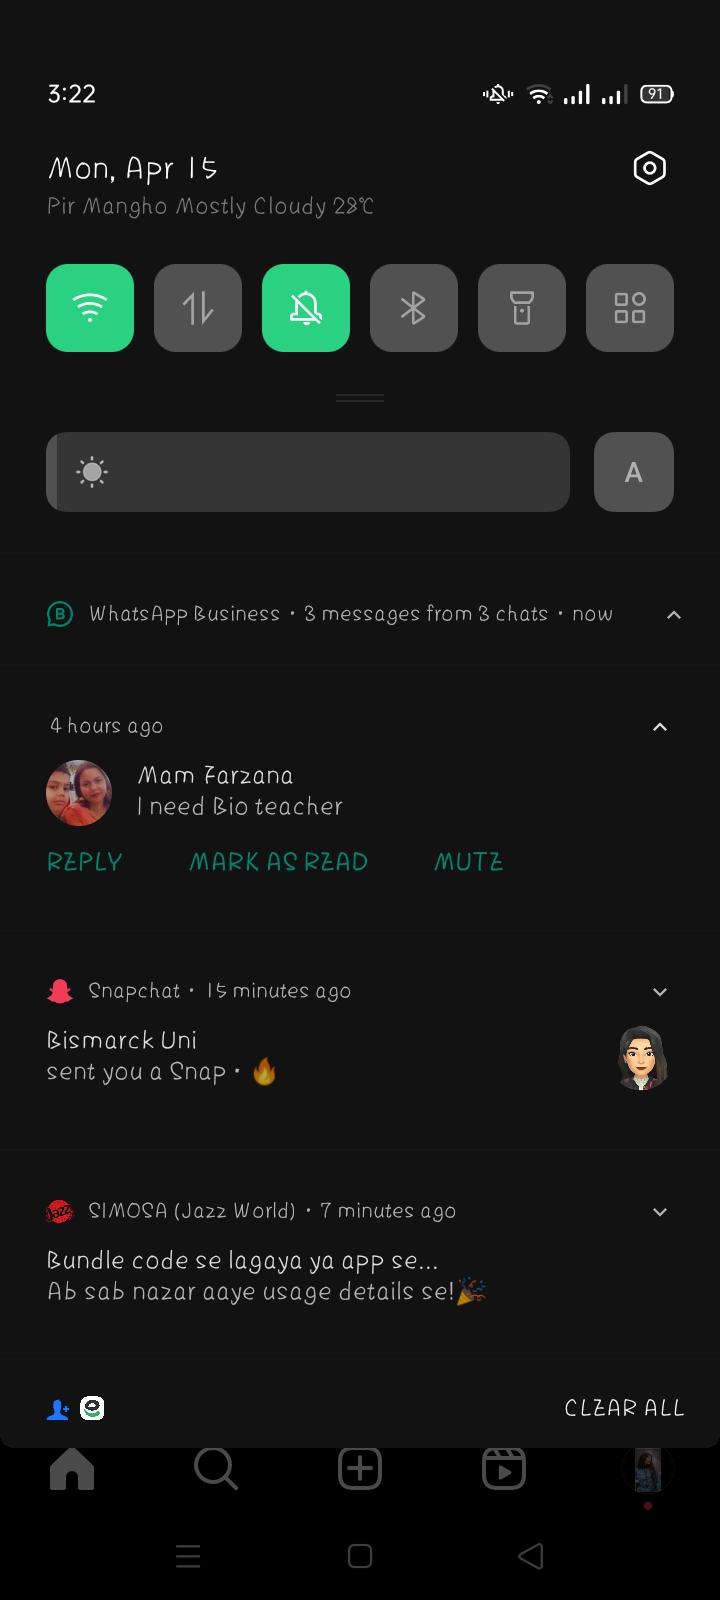 3:22
91
Mon, Apr 15
Pir Mangho Mostly Cloudy 28℃
A
B WhatsApp Business • 3 messages from 3 chats • now
4 hours ago
Mam Farzana
I need Bio teacher
REPLY MARK AS READ MUTE
Snapchat • 15 minutes ago
Bismarck Uni
sent you a Snap • 🔥
Jazz SIMOSA (Jazz World) • 7 minutes ago
Bundle code se lagaya ya app se...
Ab sab nazar aaye usage details se!🎉
e CLEAR ALL